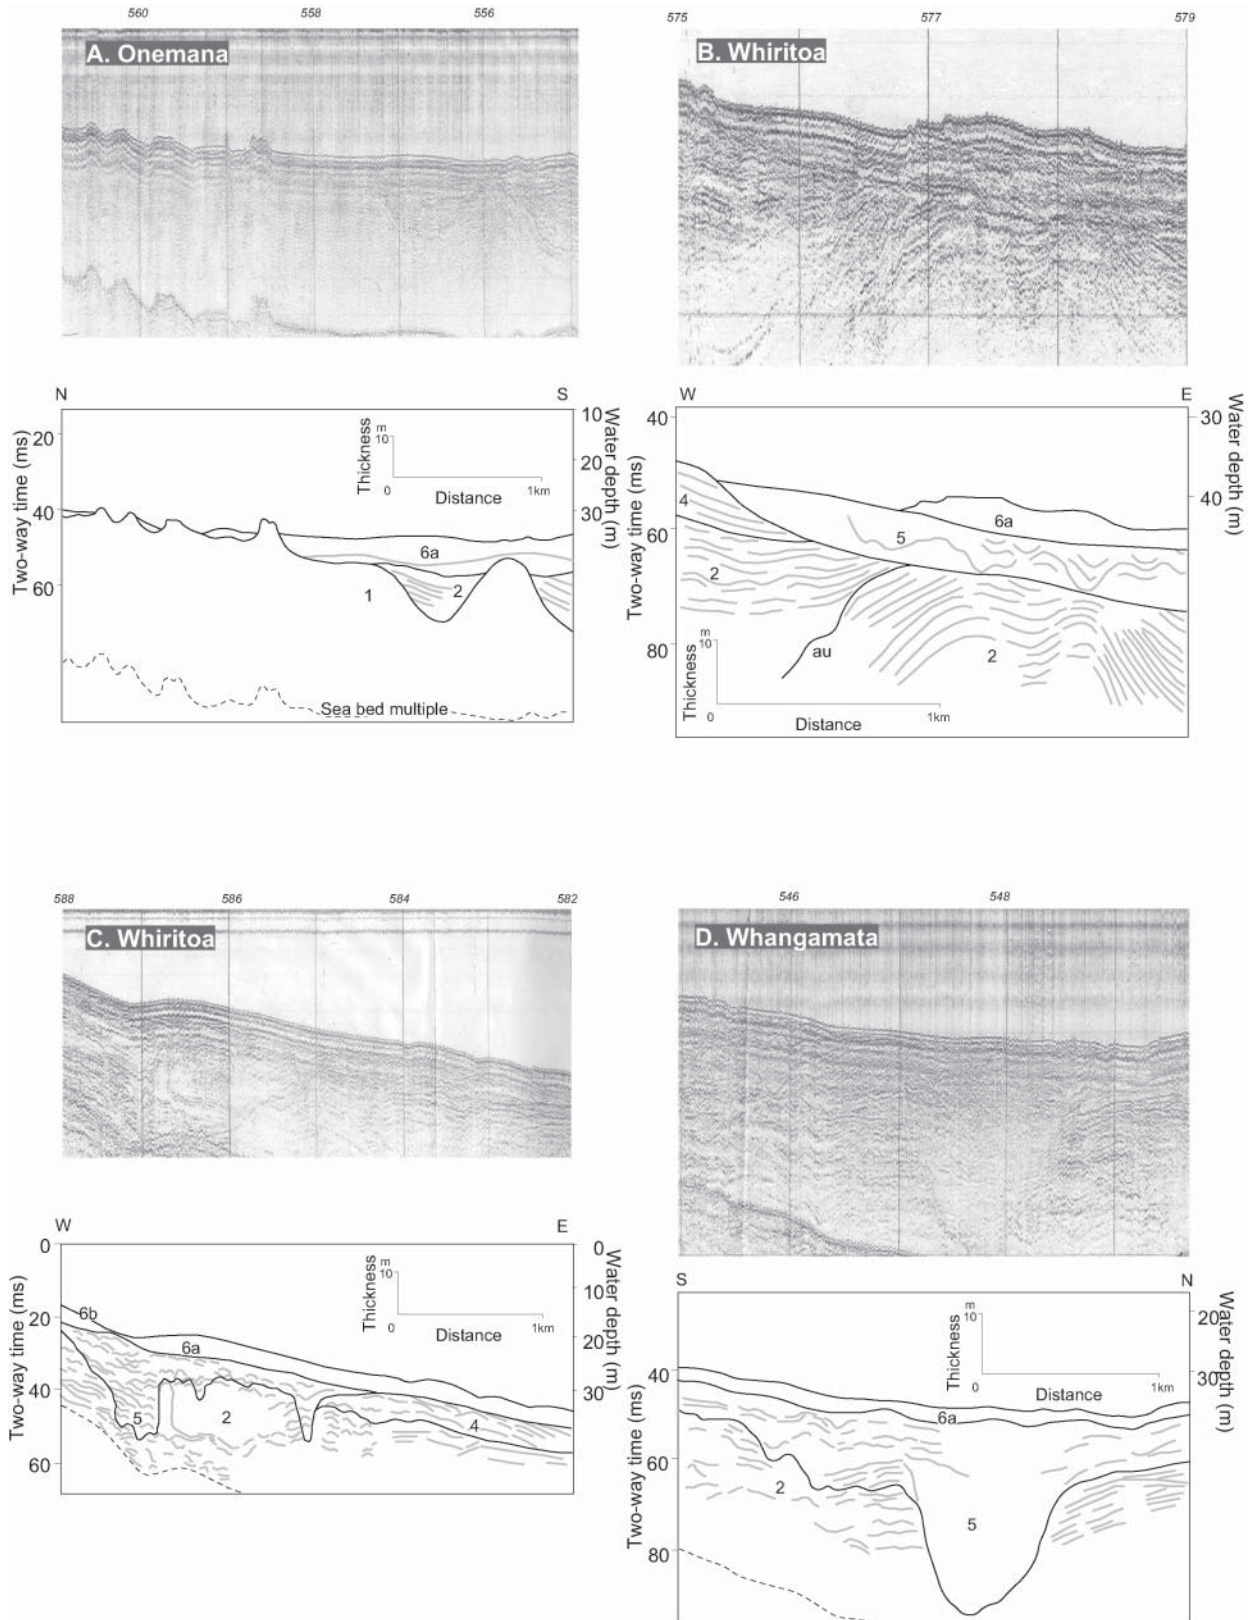 560 558 556
A. Onemana
575 577 579
B. Whiritoa
N S
Two-way time (ms)
20
40
60
10
20
30
Water depth (m)
Thickness
m
10
0
1km
Distance
6a
1
2
Sea bed multiple
W E
Two-way time (ms)
40
60
80
30
40
Water depth (m)
4
2
5
6a
au
2
Thickness
m
10
0
1km
Distance
588 586 584 582
C. Whiritoa
546 548
D. Whangamata
W E
Two-way time (ms)
0
20
40
60
0
10
20
30
Water depth (m)
Thickness
m
10
0
1km
Distance
6b
6a
5
2
4
S N
Two-way time (ms)
40
60
80
20
30
Water depth (m)
Thickness
m
10
0
1km
Distance
6a
2
5